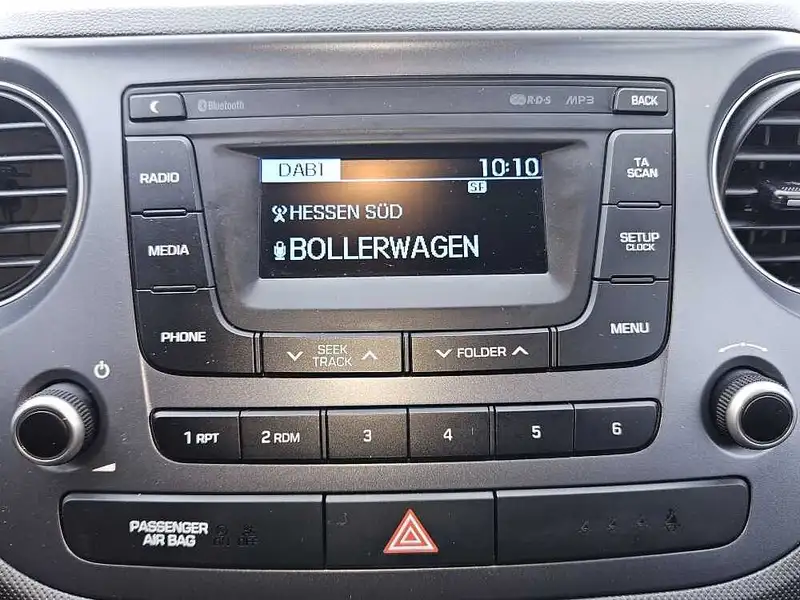 Bluetooth
R·D·S MP3 BACK
RADIO
MEDIA
PHONE
DAB1 10:10
SF
HESSEN SÜD
BOLLERWAGEN
TA
SCAN
SETUP
CLOCK
MENU
SEEK
TRACK
FOLDER
1 RPT
2 RDM
3
4
5
6
PASSENGER
AIR BAG